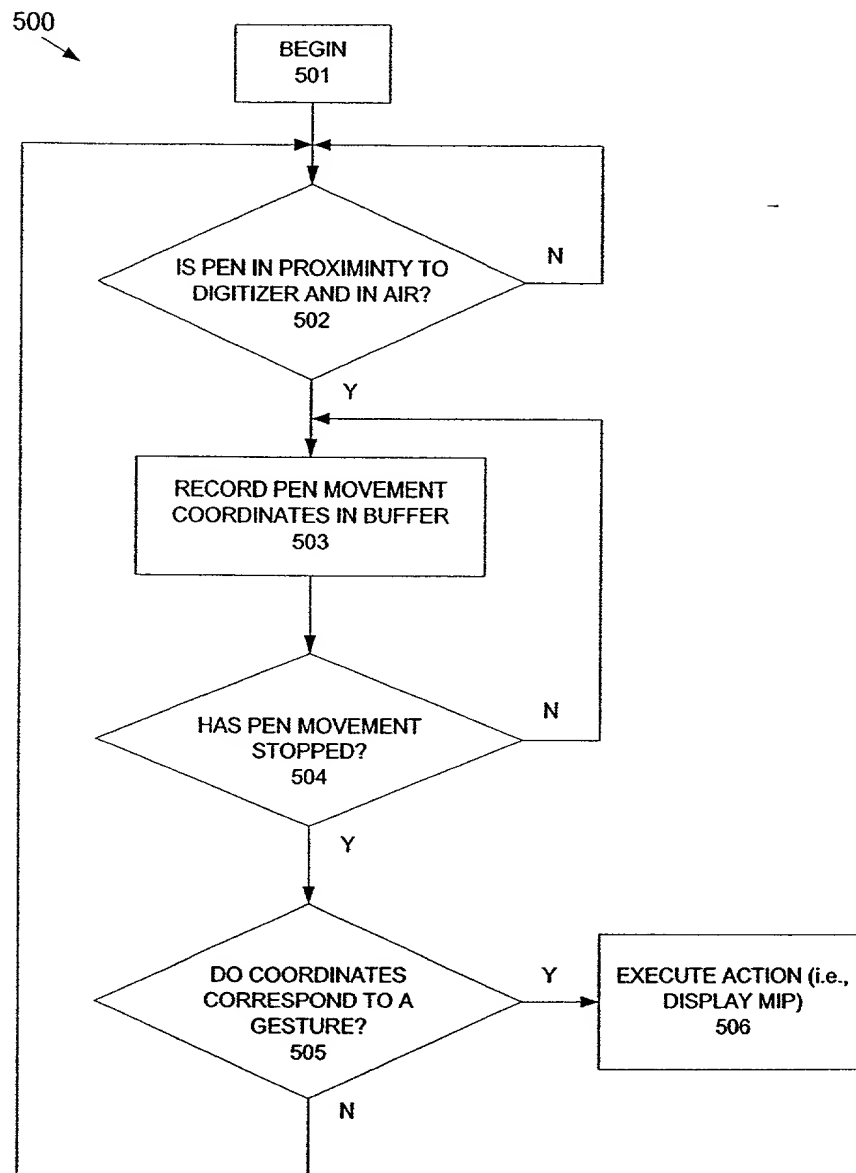 500
BEGIN
501
IS PEN IN PROXIMINTY TO
DIGITIZER AND IN AIR?
502
N
Y
RECORD PEN MOVEMENT
COORDINATES IN BUFFER
503
HAS PEN MOVEMENT
STOPPED?
504
N
Y
DO COORDINATES
CORRESPOND TO A
GESTURE?
505
Y
EXECUTE ACTION (i.e.,
DISPLAY MIP)
506
N